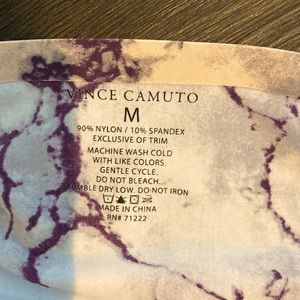 VINCE CAMUTO
M
90% NYLON / 10% SPANDEX
EXCLUSIVE OF TRIM
MACHINE WASH COLD
WITH LIKE COLORS.
GENTLE CYCLE.
DO NOT BLEACH.
TUMBLE DRY LOW. DO NOT IRON
MADE IN CHINA
RN# 71222